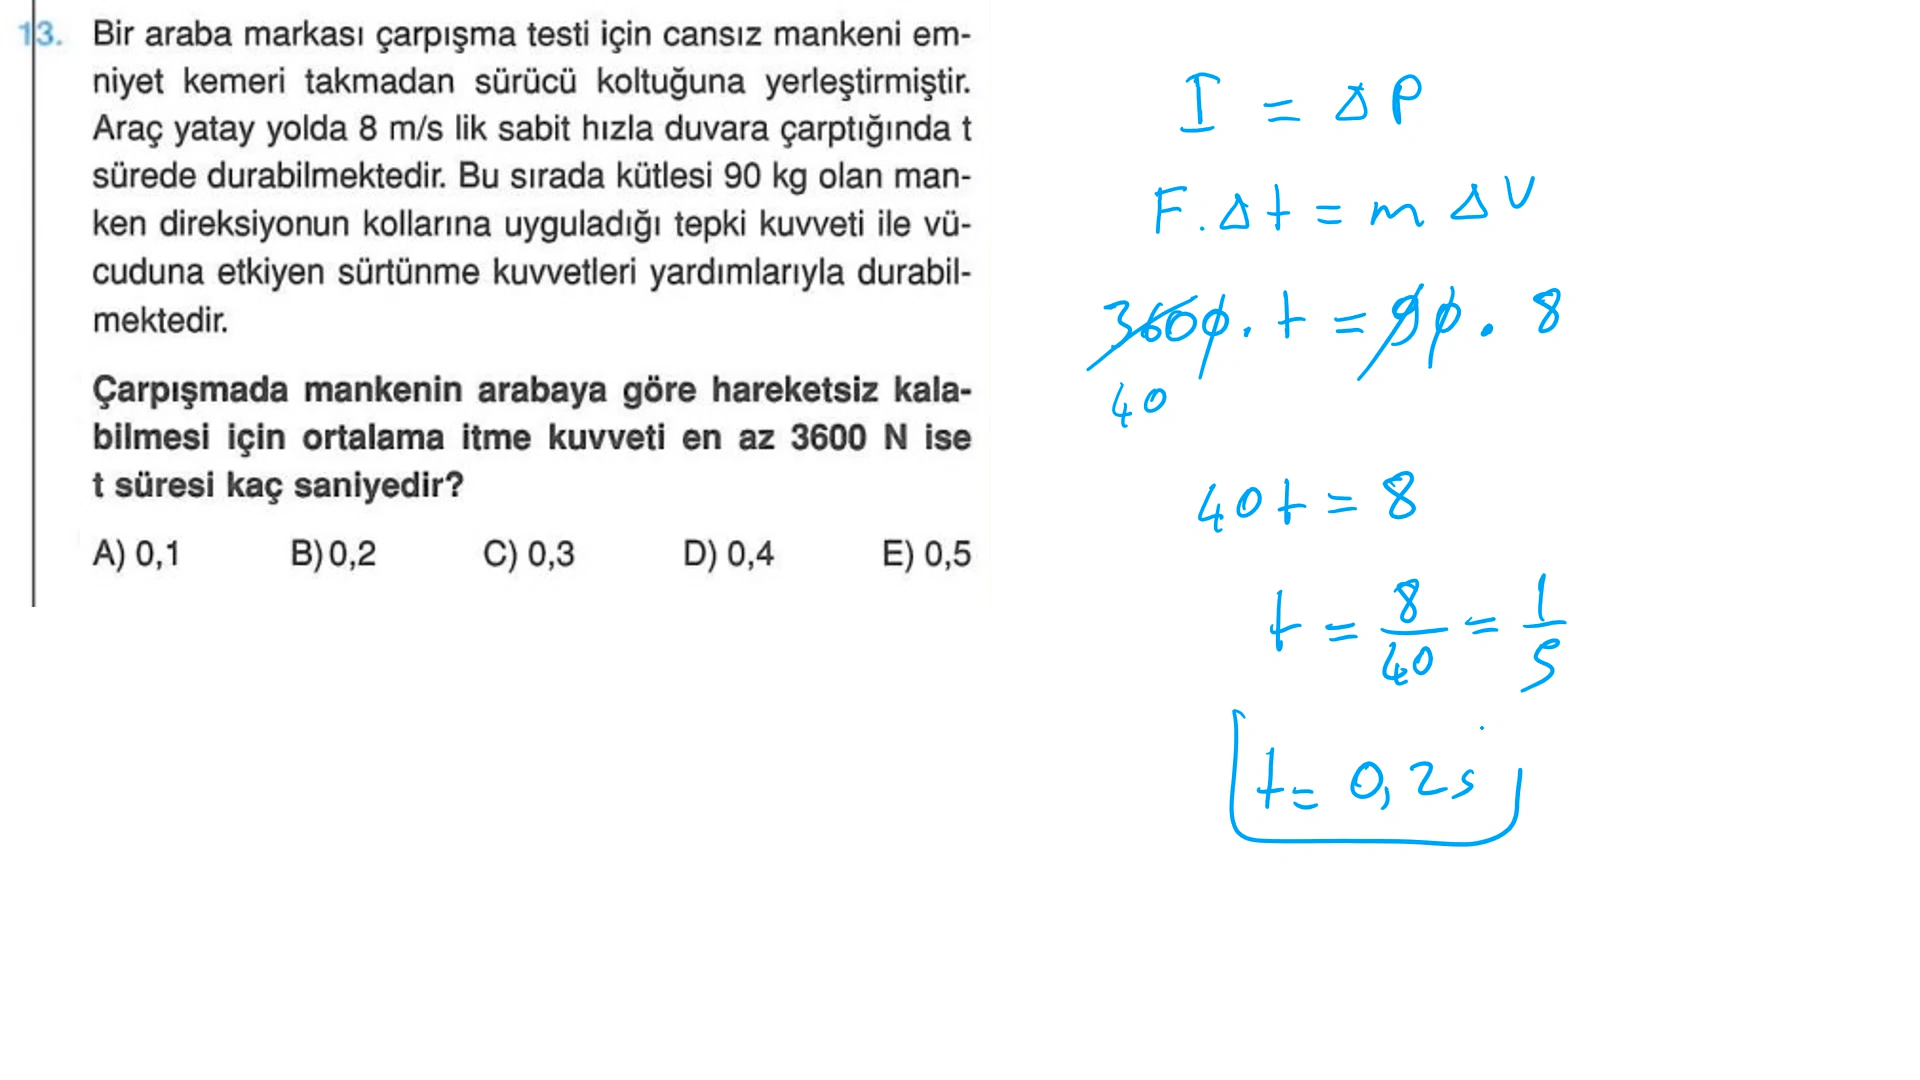 13. Bir araba markası çarpışma testi için cansız mankeni em-
niyet kemeri takmadan sürücü koltuğuna yerleştirmiştir.
Araç yatay yolda 8 m/s lik sabit hızla duvara çarptığında t
sürede durabilmektedir. Bu sırada kütlesi 90 kg olan man-
ken direksiyonun kollarına uyguladığı tepki kuvveti ile vü-
cuduna etkiyen sürtünme kuvvetleri yardımlarıyla durabil-
mektedir.
Çarpışmada mankenin arabaya göre hareketsiz kala-
bilmesi için ortalama itme kuvveti en az 3600 N ise
t süresi kaç saniyedir?
A) 0,1 B) 0,2 C) 0,3 D) 0,4 E) 0,5
I = ΔP
F. Δt = m ΔV
3600. t = 90. 8
40
40t = 8
t = 8/40 = 1/5
t = 0,2s